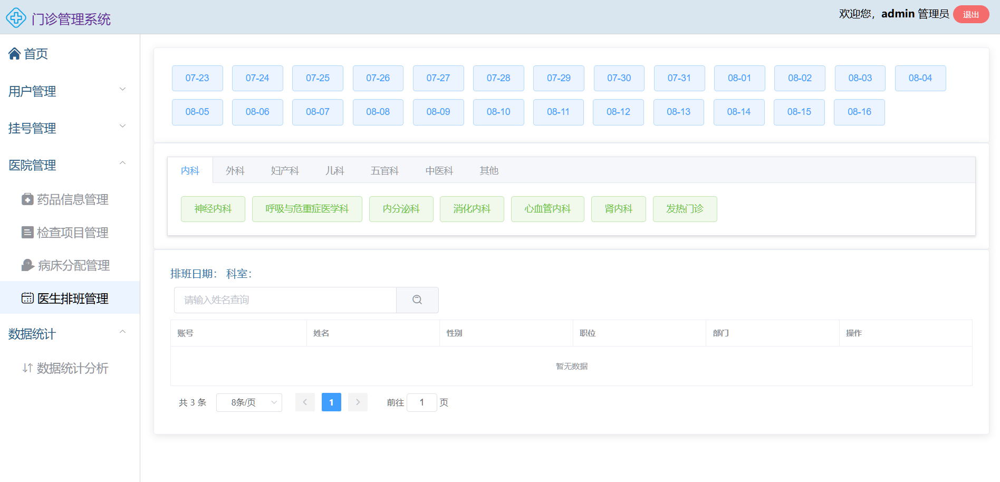 门诊管理系统
欢迎您，admin 管理员 退出
首页
用户管理
挂号管理
医院管理
药品信息管理
检查项目管理
病床分配管理
医生排班管理
数据统计
数据统计分析
07-23 07-24 07-25 07-26 07-27 07-28 07-29 07-30 07-31 08-01 08-02 08-03 08-04
08-05 08-06 08-07 08-08 08-09 08-10 08-11 08-12 08-13 08-14 08-15 08-16
内科 外科 妇产科 儿科 五官科 中医科 其他
神经内科 呼吸与危重症医学科 内分泌科 消化内科 心血管内科 肾内科 发热门诊
排班日期： 科室：
请输入姓名查询
账号 姓名 性别 职位 部门 操作
暂无数据
共 3 条 8条/页 1 前往 1 页